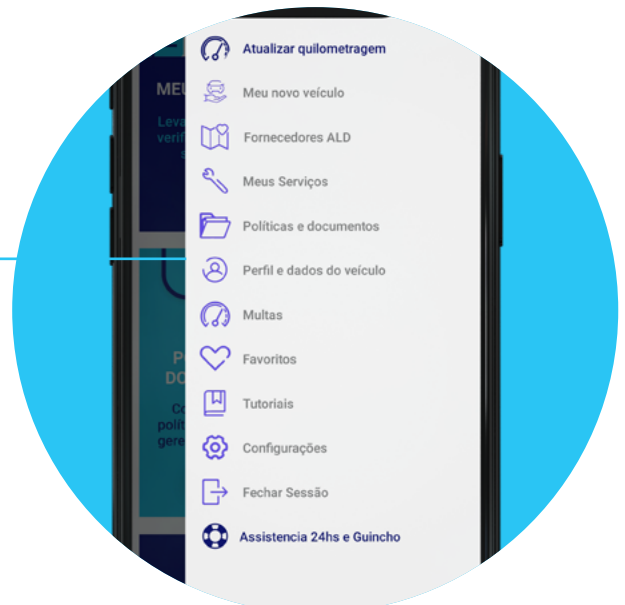 Atualizar quilometragem
Meu novo veículo
Fornecedores ALD
Meus Serviços
Políticas e documentos
Perfil e dados do veículo
Multas
Favoritos
Tutoriais
Configurações
Fechar Sessão
Assistencia 24hs e Guincho